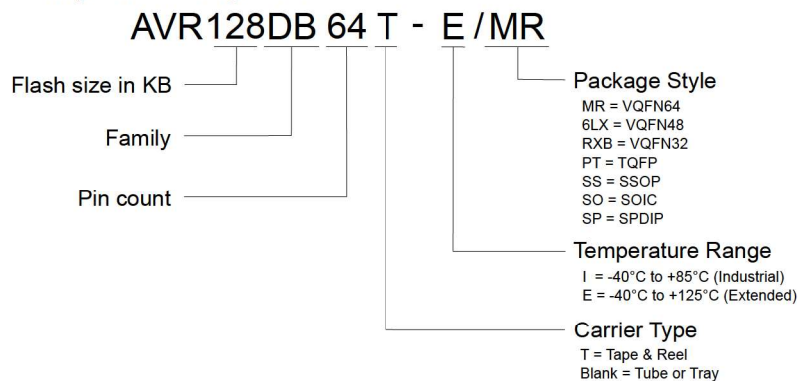 AVR128DB64T - E/MR
Flash size in KB
Family
Pin count
Package Style
MR = VQFN64
6LX = VQFN48
RXB = VQFN32
PT = TQFP
SS = SSOP
SO = SOIC
SP = SPDIP
Temperature Range
I = -40°C to +85°C (Industrial)
E = -40°C to +125°C (Extended)
Carrier Type
T = Tape & Reel
Blank = Tube or Tray